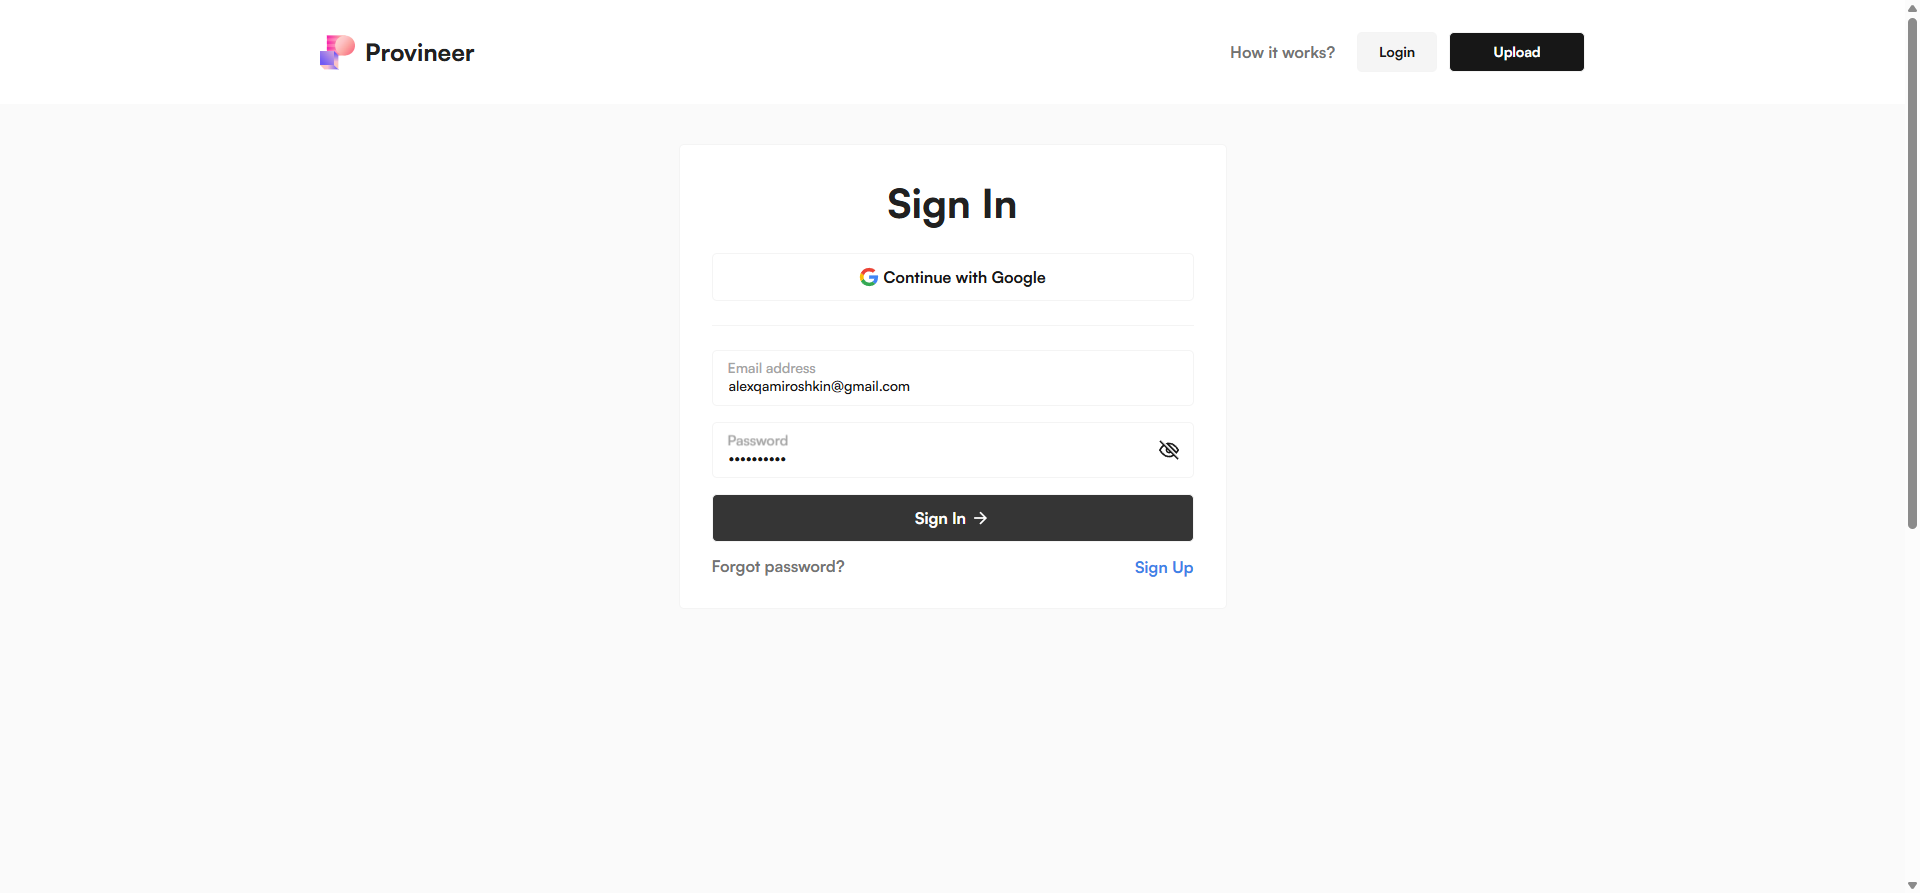 Provineer
How it works?
Login
Upload
Sign In
Continue with Google
Email address
alexqamiroshkin@gmail.com
Password
••••••••••
Sign In →
Forgot password?
Sign Up